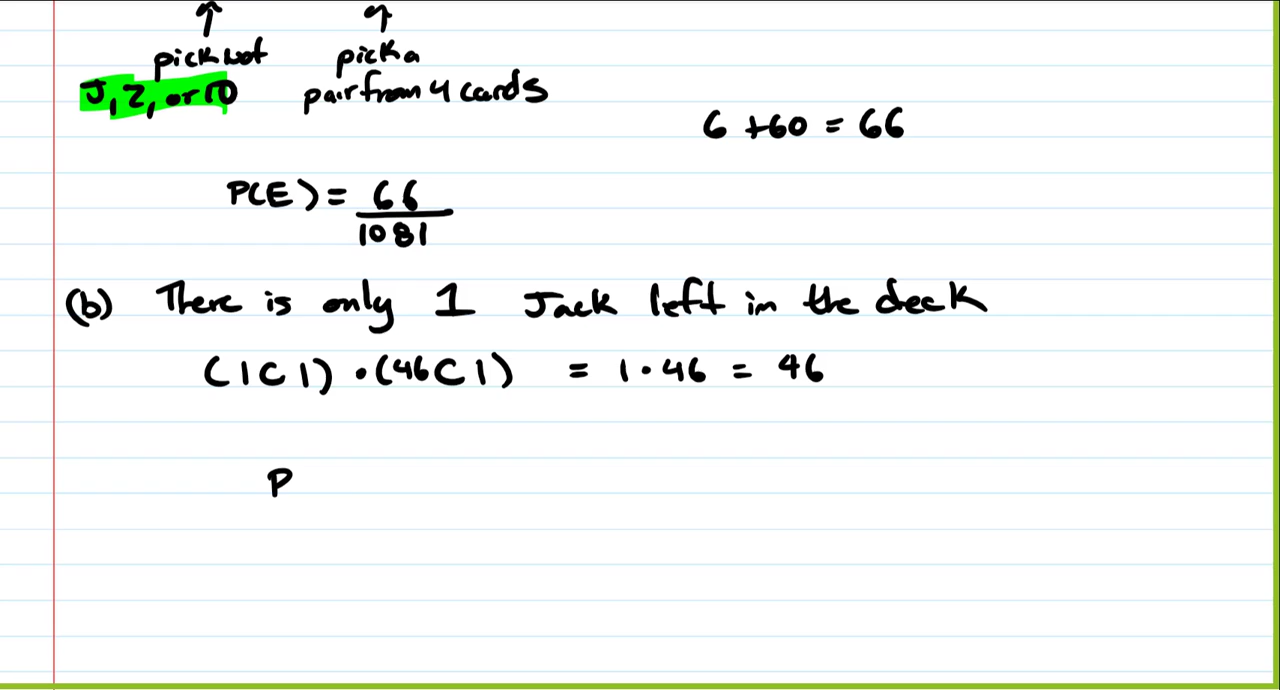 pick not pick a
J, 2, or 10 pair from 4 cards
6 + 60 = 66
P(E) = 66
1081
(b) There is only 1 Jack left in the deck
(1C1) · (46C1) = 1 · 46 = 46
P